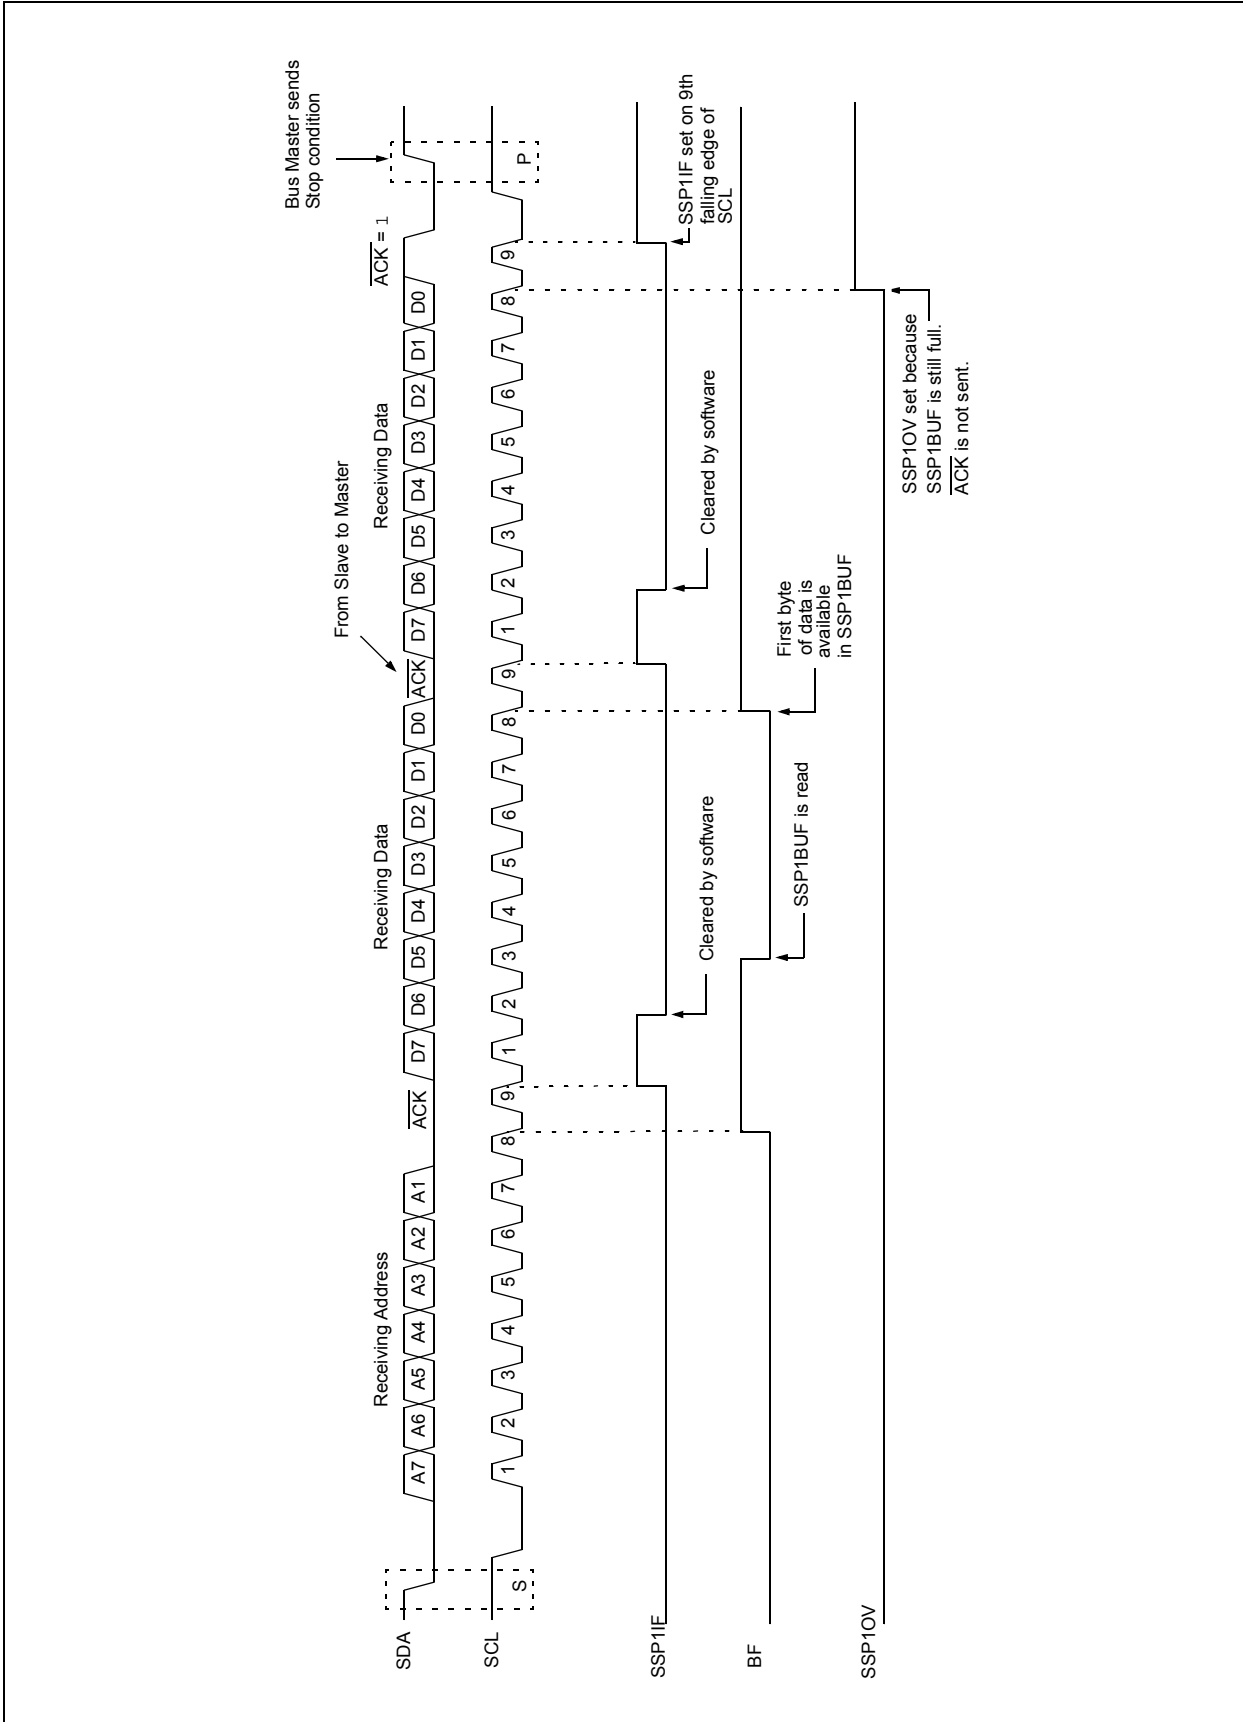 Bus Master sends
Stop condition
From Slave to Master
Receiving Address
Receiving Data
Receiving Data
ACK = 1
SDA
A7 A6 A5 A4 A3 A2 A1
ACK
D7 D6 D5 D4 D3 D2 D1 D0
ACK
D7 D6 D5 D4 D3 D2 D1 D0
SCL
1 2 3 4 5 6 7 8 9 1 2 3 4 5 6 7 8 9 1 2 3 4 5 6 7 8 9
S
P
SSP1IF
Cleared by software
Cleared by software
SSP1IF set on 9th
falling edge of
SCL
BF
SSP1BUF is read
First byte
of data is
available
in SSP1BUF
SSP1OV
SSP1OV set because
SSP1BUF is still full.
ACK is not sent.